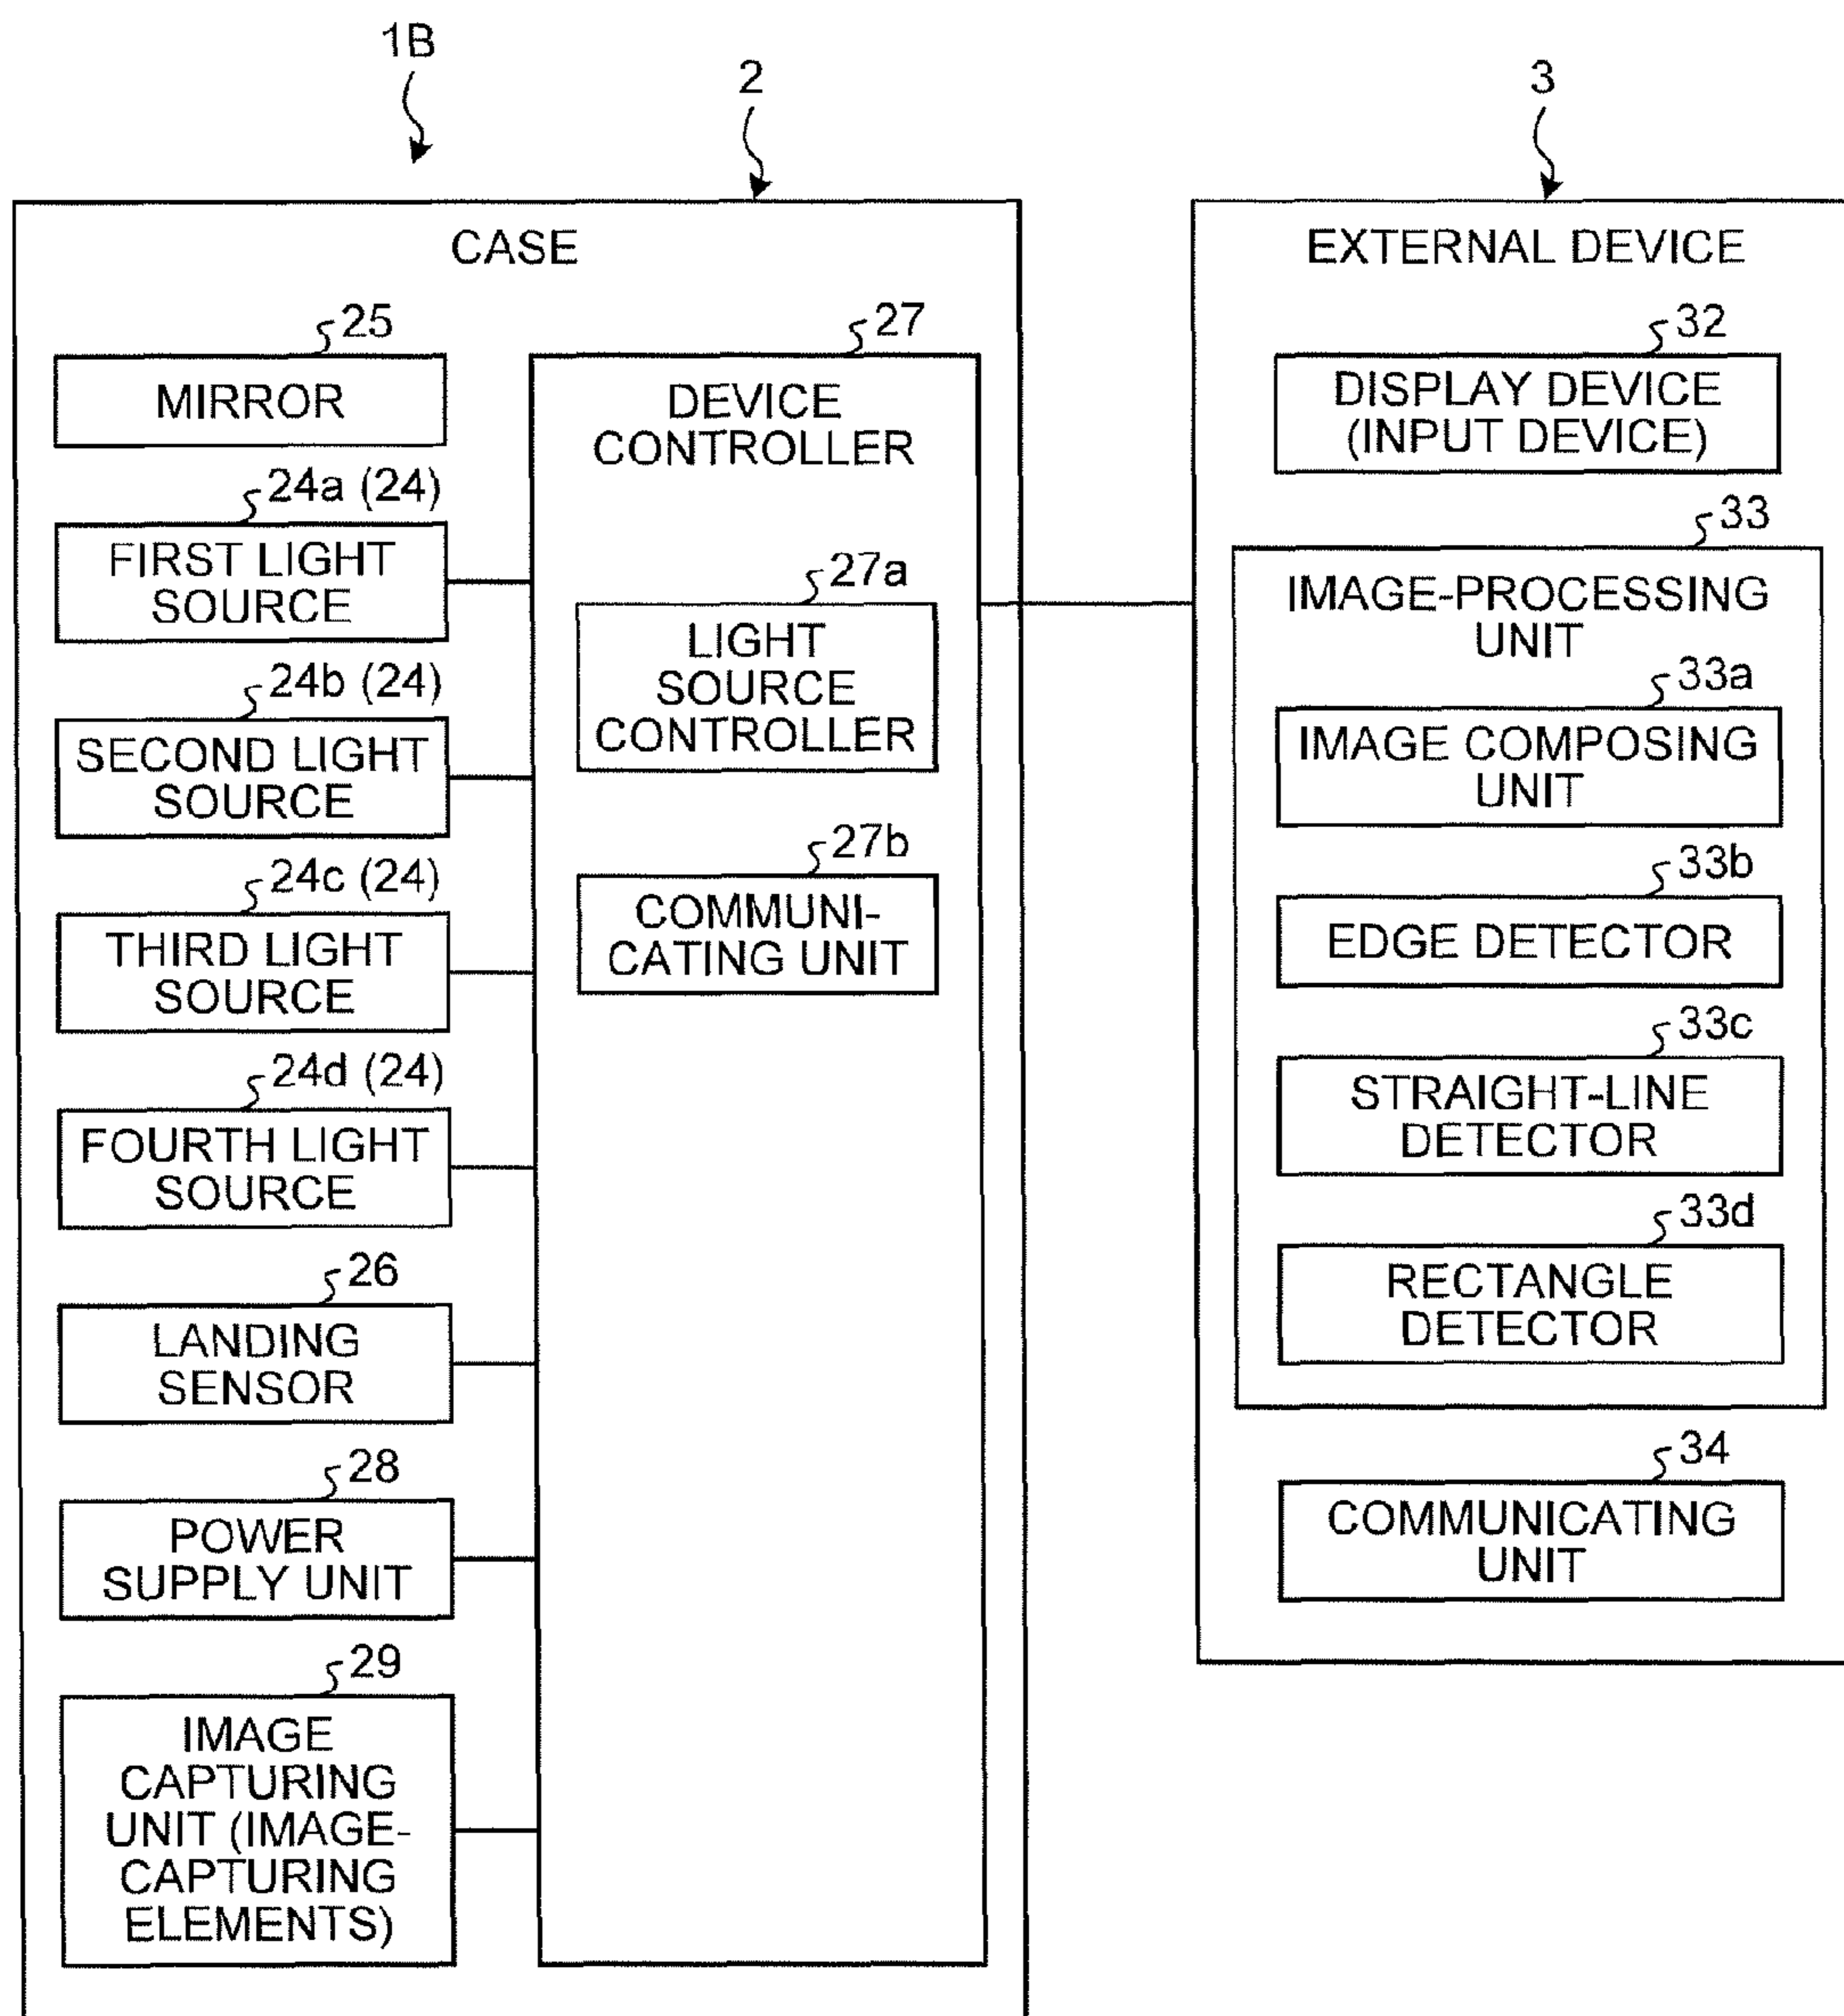 1B
2
3
CASE
25
MIRROR
24a (24)
FIRST LIGHT
SOURCE
24b (24)
SECOND LIGHT
SOURCE
24c (24)
THIRD LIGHT
SOURCE
24d (24)
FOURTH LIGHT
SOURCE
26
LANDING
SENSOR
28
POWER
SUPPLY UNIT
29
IMAGE
CAPTURING
UNIT (IMAGE-
CAPTURING
ELEMENTS)
27
DEVICE
CONTROLLER
27a
LIGHT
SOURCE
CONTROLLER
27b
COMMUNI-
CATING UNIT
EXTERNAL DEVICE
32
DISPLAY DEVICE
(INPUT DEVICE)
33
IMAGE-PROCESSING
UNIT
33a
IMAGE COMPOSING
UNIT
33b
EDGE DETECTOR
33c
STRAIGHT-LINE
DETECTOR
33d
RECTANGLE
DETECTOR
34
COMMUNICATING
UNIT